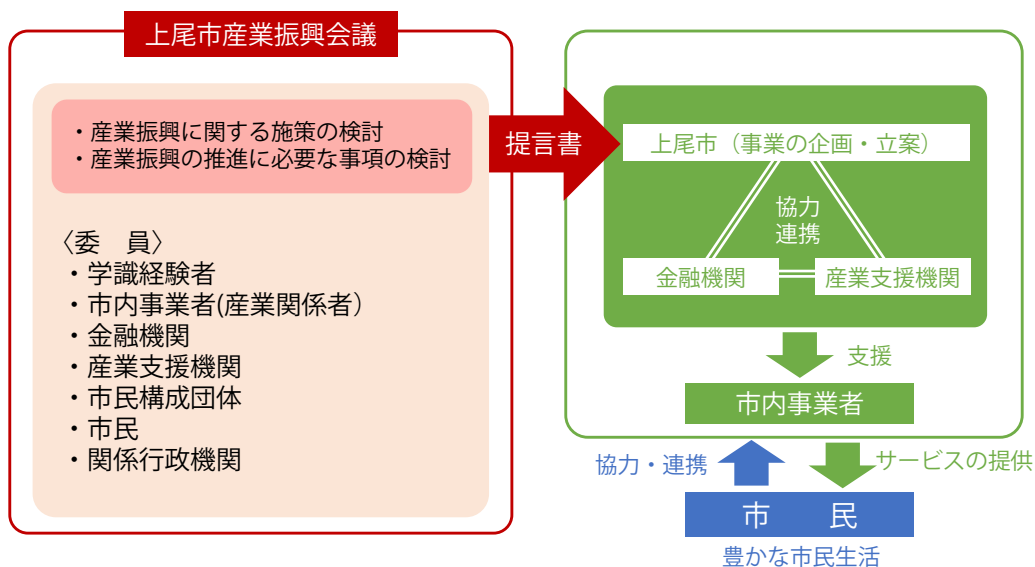 上尾市産業振興会議
・産業振興に関する施策の検討
・産業振興の推進に必要な事項の検討
〈委　員〉
・学識経験者
・市内事業者(産業関係者）
・金融機関
・産業支援機関
・市民構成団体
・市民
・関係行政機関
提言書
上尾市（事業の企画・立案）
協力
連携
金融機関
産業支援機関
支援
市内事業者
協力・連携
サービスの提供
市　　民
豊かな市民生活